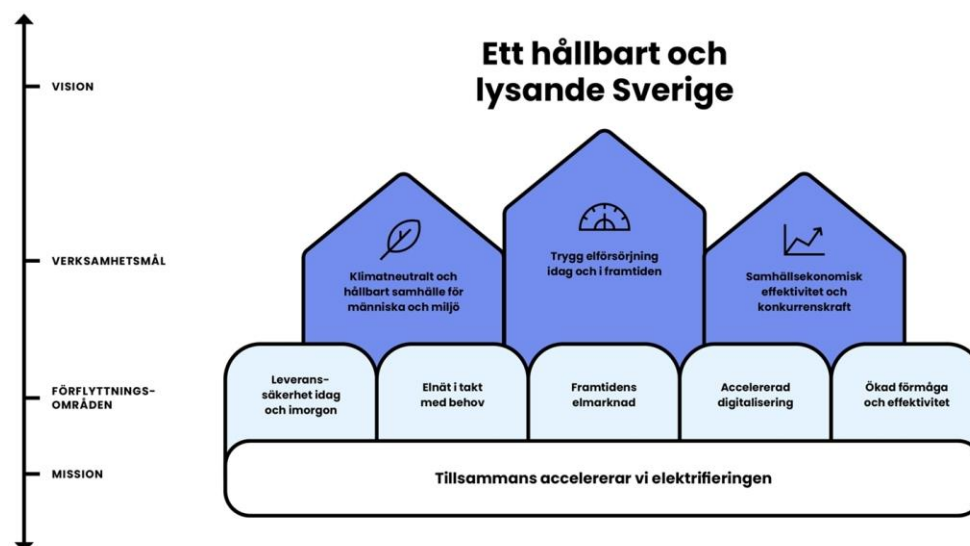 Ett hållbart och
lysande Sverige
VISION
VERKSAMHETSMÅL
Klimatneutralt och
hållbart samhälle för
människa och miljö
Trygg elförsörjning
idag och i framtiden
Samhällsekonomisk
effektivitet och
konkurrenskraft
FÖRFLYTTNINGS-
OMRÅDEN
Leverans-
säkerhet idag
och imorgon
Elnät i takt
med behov
Framtidens
elmarknad
Accelererad
digitalisering
Ökad förmåga
och effektivitet
MISSION
Tillsammans accelererar vi elektrifieringen